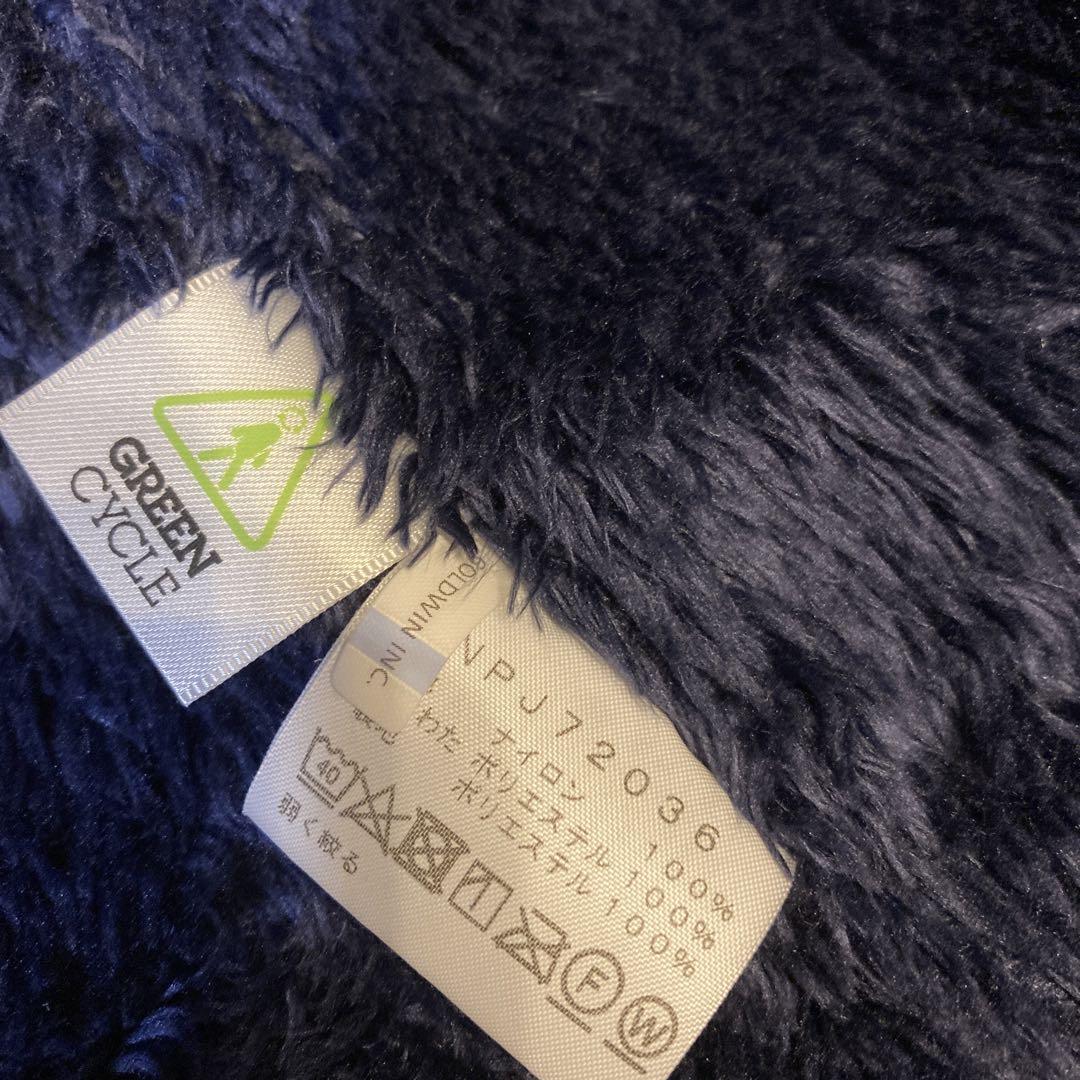 GREEN
CYCLE
GOLDWIN INC
NPJ72036
ナイロン 100%
わた ポリエステル 100%
ポリエステル 100%
40
F
W
弱く絞る